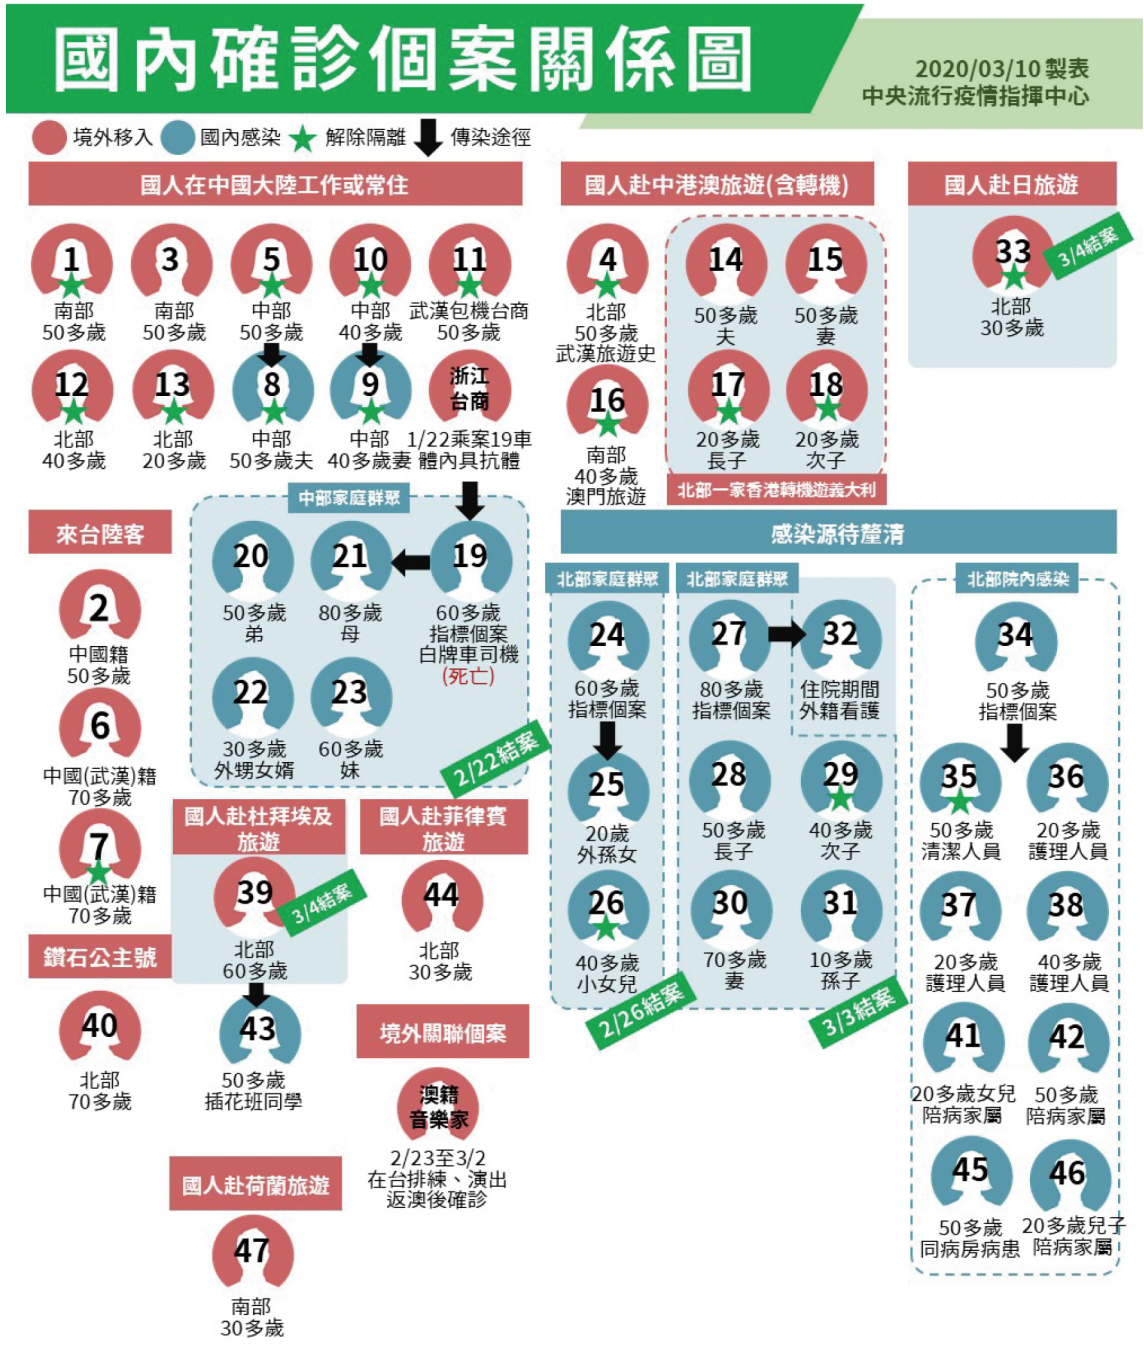 國內確診個案關係圖
2020/03/10 製表
中央流行疫情指揮中心
境外移入
國內感染
解除隔離
傳染途徑
國人在中國大陸工作或常住
1
南部
50多歲
3
南部
50多歲
5
中部
50多歲
10
中部
40多歲
11
武漢包機台商
50多歲
12
北部
40多歲
13
北部
20多歲
8
中部
50多歲夫
9
中部
40多歲妻
浙江
台商
1/22乘案19車
體內具抗體
國人赴中港澳旅遊(含轉機)
4
北部
50多歲
武漢旅遊史
16
南部
40多歲
澳門旅遊
14
50多歲
夫
15
50多歲
妻
17
20多歲
長子
18
20多歲
次子
北部一家香港轉機遊義大利
國人赴日旅遊
33
北部
30多歲
3/4結案
來台陸客
2
中國籍
50多歲
6
中國(武漢)籍
70多歲
7
中國(武漢)籍
70多歲
中部家庭群聚
20
50多歲
弟
21
80多歲
母
19
60多歲
指標個案
白牌車司機
(死亡)
22
30多歲
外甥女婿
23
60多歲
妹
2/22結案
感染源待釐清
北部家庭群聚
24
60多歲
指標個案
25
20歲
外孫女
26
40多歲
小女兒
2/26結案
北部家庭群聚
27
80多歲
指標個案
32
住院期間
外籍看護
28
50多歲
長子
29
40多歲
次子
30
70多歲
妻
31
10多歲
孫子
3/3結案
北部院內感染
34
50多歲
指標個案
35
50多歲
清潔人員
36
20多歲
護理人員
37
20多歲
護理人員
38
40多歲
護理人員
41
20多歲女兒
陪病家屬
42
50多歲
陪病家屬
45
50多歲
同病房病患
46
20多歲兒子
陪病家屬
國人赴杜拜埃及
旅遊
39
北部
60多歲
3/4結案
43
50多歲
插花班同學
國人赴菲律賓
旅遊
44
北部
30多歲
鑽石公主號
40
北部
70多歲
境外關聯個案
澳籍
音樂家
2/23至3/2
在台排練、演出
返澳後確診
國人赴荷蘭旅遊
47
南部
30多歲